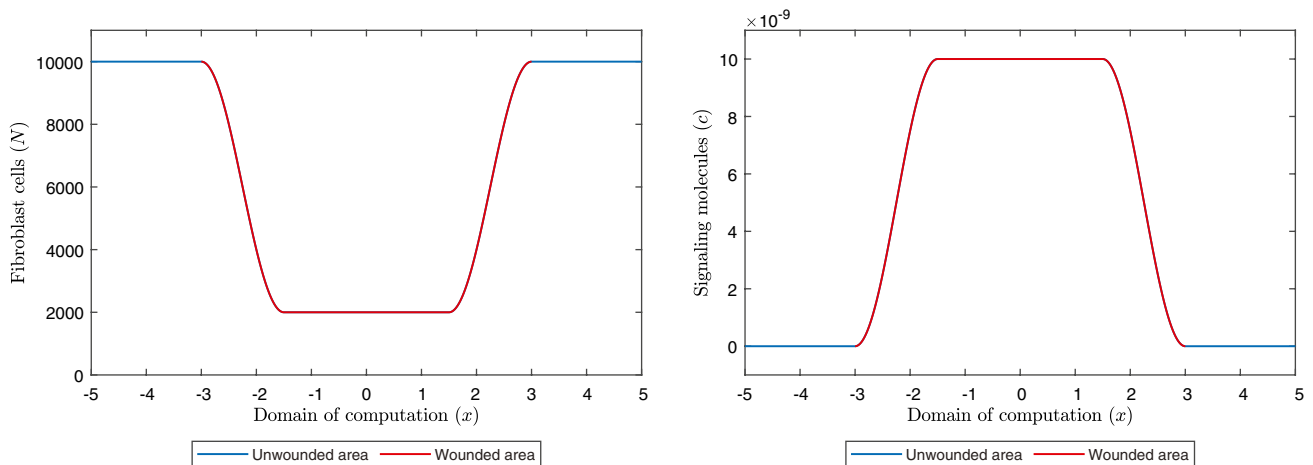 10000
8000
6000
4000
2000
0
Fibroblast cells (N)
-5 -4 -3 -2 -1 0 1 2 3 4 5
Domain of computation (x)
Unwounded area Wounded area
×10-9
10
8
6
4
2
0
Signaling molecules (c)
-5 -4 -3 -2 -1 0 1 2 3 4 5
Domain of computation (x)
Unwounded area Wounded area